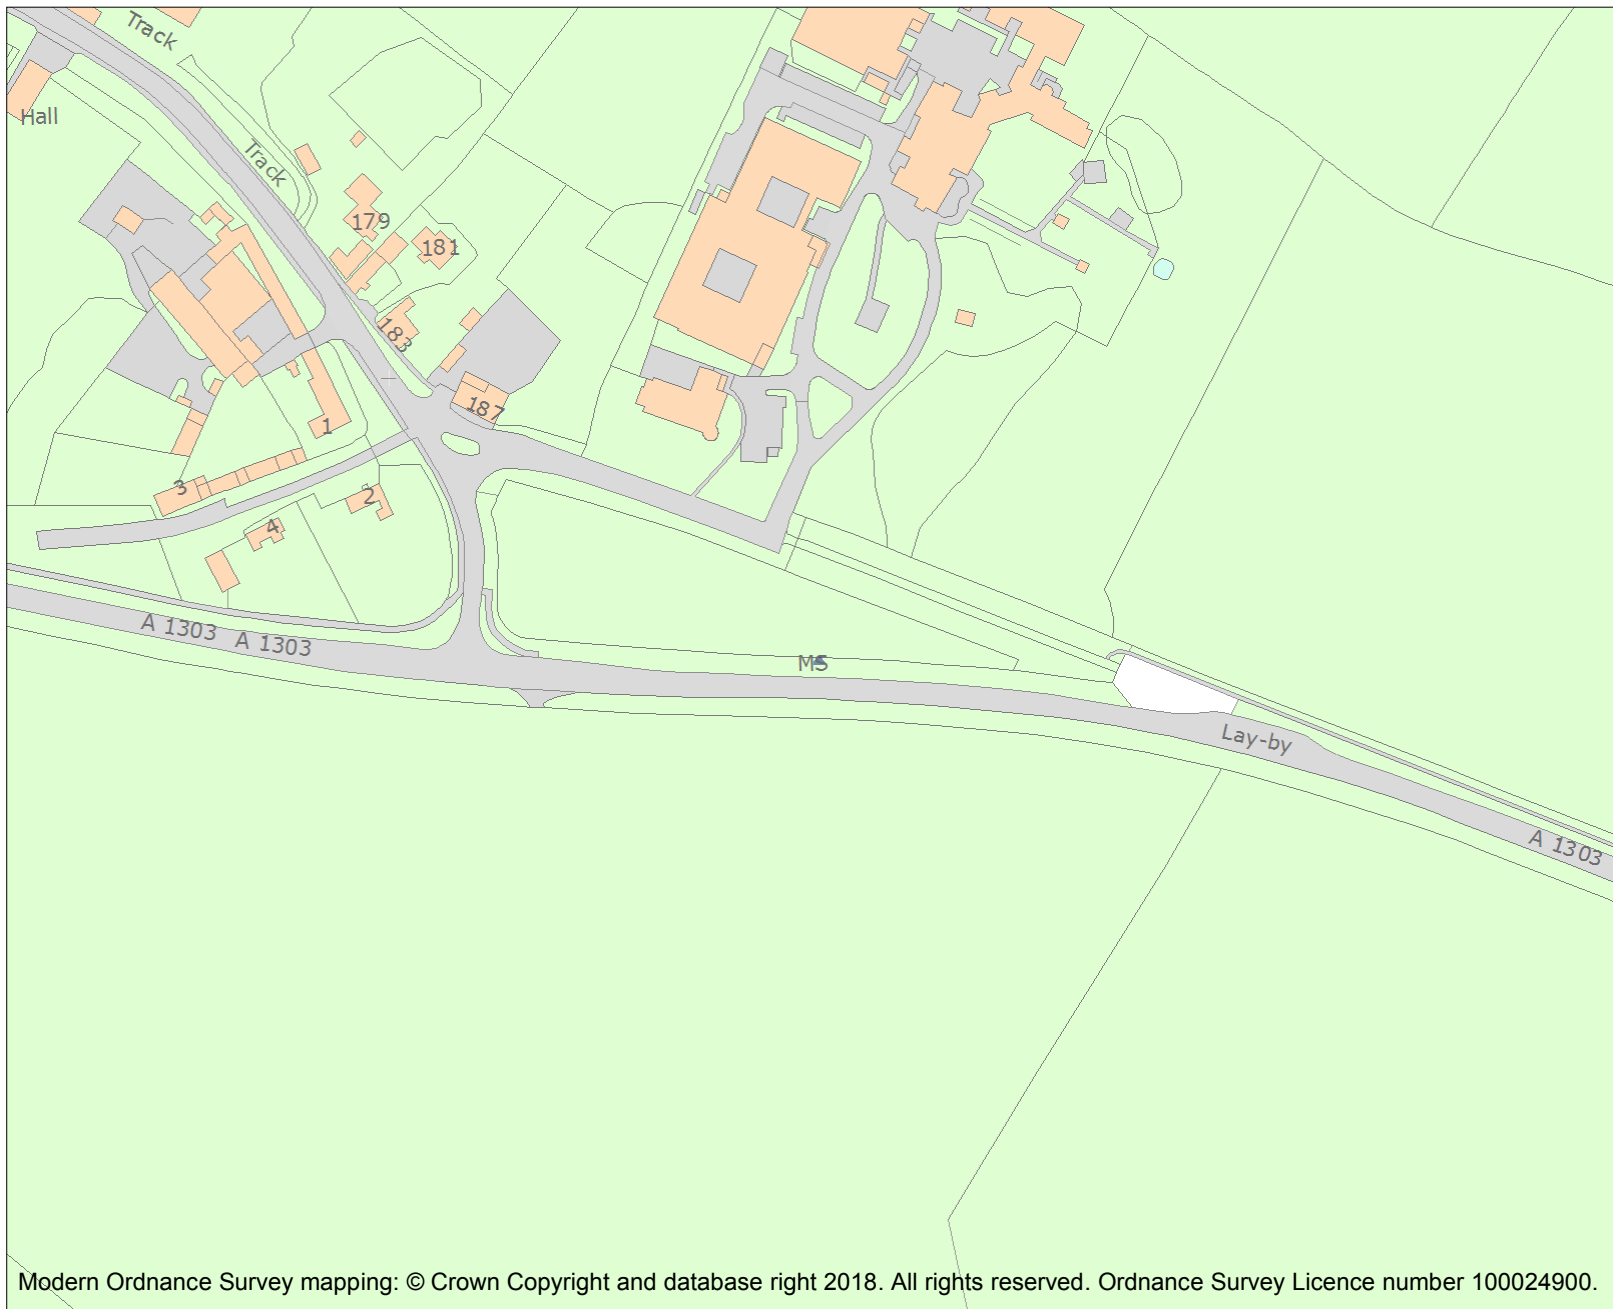 Track
Hall
Track
179
181
183
187
1
3
2
4
A 1303 A 1303
MS
Lay-by
A 1303
Modern Ordnance Survey mapping: © Crown Copyright and database right 2018. All rights reserved. Ordnance Survey Licence number 100024900.